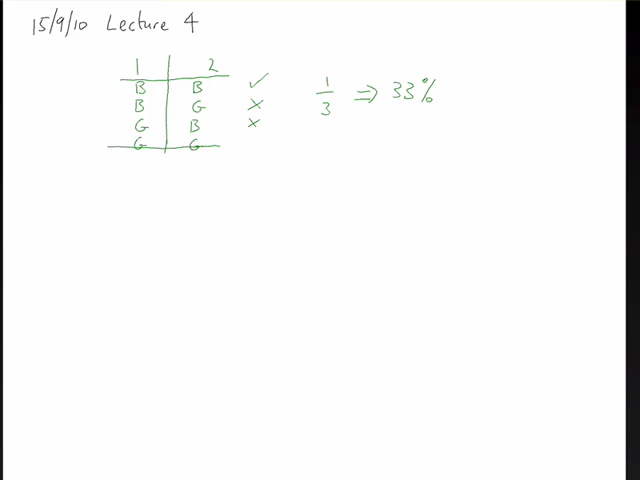 15/9/10 Lecture 4
1 2
B B ✓ 1/3 ⇒ 33%
B G ×
G B ×
G G